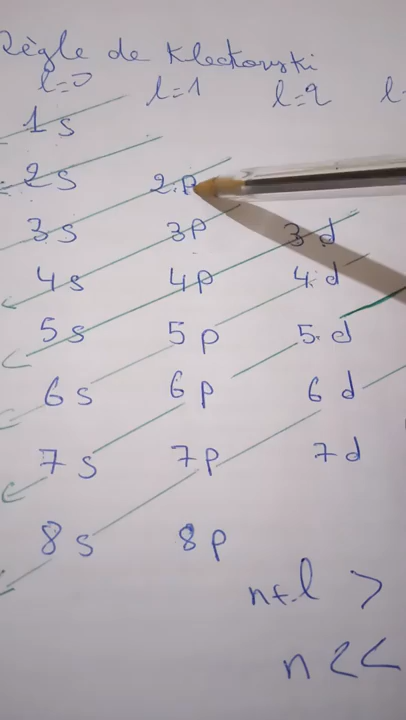 Règle de Kleckowski
l=0 l=1 l=2 l
1s
2s 2p
3s 3p 3d
4s 4p 4d
5s 5p 5d
6s 6p 6d
7s 7p 7d
8s 8p
n+l >
n <<